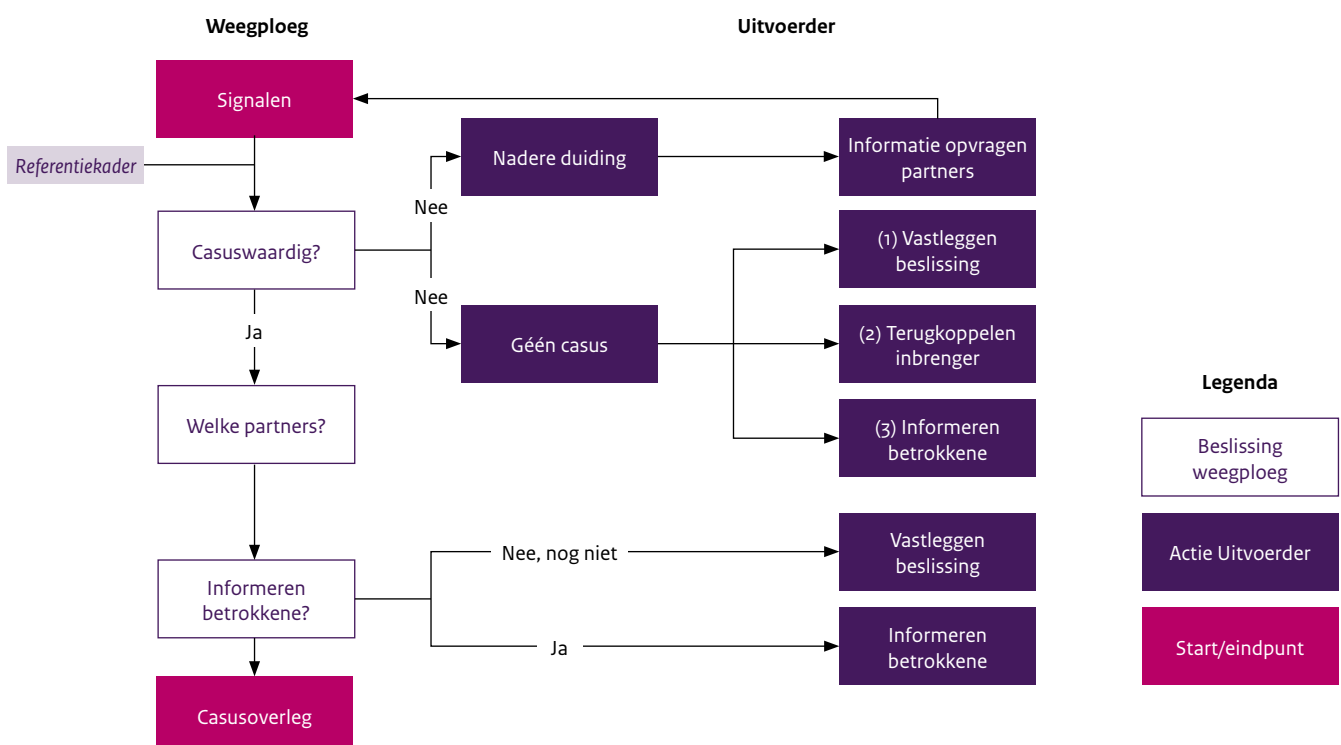 Weegploeg
Uitvoerder
Signalen
Referentiekader
Nadere duiding
Informatie opvragen
partners
Nee
Casuswaardig?
(1) Vastleggen
beslissing
Nee
Ja
Géén casus
(2) Terugkoppelen
inbrenger
Welke partners?
(3) Informeren
betrokkene
Nee, nog niet
Vastleggen
beslissing
Informeren
betrokkene?
Ja
Informeren
betrokkene
Casusoverleg
Legenda
Beslissing
weegploeg
Actie Uitvoerder
Start/eindpunt